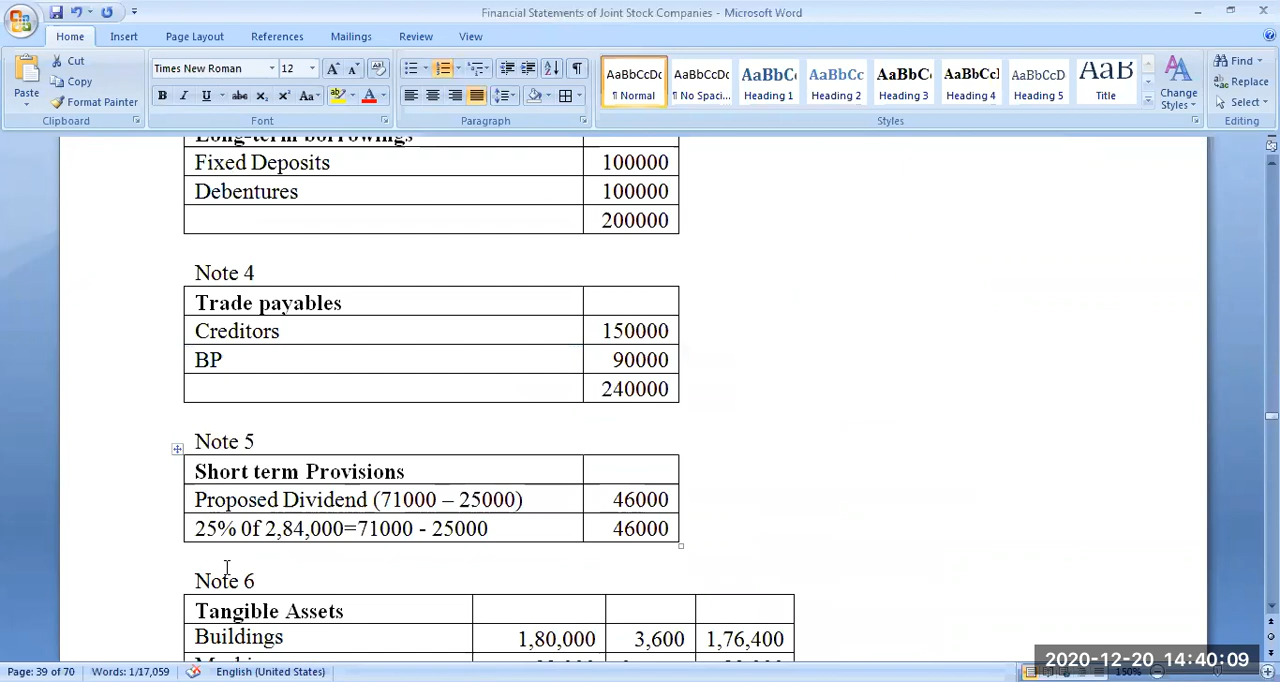 Financial Statements of Joint Stock Companies - Microsoft Word
Home Insert Page Layout References Mailings Review View
Paste
Cut
Copy
Format Painter
Clipboard
Times New Roman 12
Font
Paragraph
AaBbCcDc AaBbCcDc AaBbC AaBbCc AaBbCc AaBbCcI AaBbCcD AaB
¶ Normal ¶ No Spaci... Heading 1 Heading 2 Heading 3 Heading 4 Heading 5 Title
Change Styles
Styles
Find
Replace
Select
Editing
Long-term borrowings
Fixed Deposits 100000
Debentures 100000
200000
Note 4
Trade payables
Creditors 150000
BP 90000
240000
Note 5
Short term Provisions
Proposed Dividend (71000 – 25000) 46000
25% 0f 2,84,000=71000 - 25000 46000
Note 6
Tangible Assets
Buildings 1,80,000 3,600 1,76,400
2020-12-20 14:40:09
Page: 39 of 70 Words: 1/17,059 English (United States) 150%